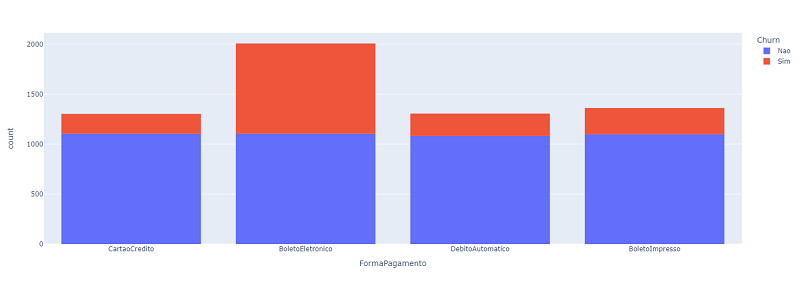 Churn
Nao
Sim
2000
1500
1000
500
0
count
CartaoCredito
BoletoEletronico
DebitoAutomatico
BoletoImpresso
FormaPagamento